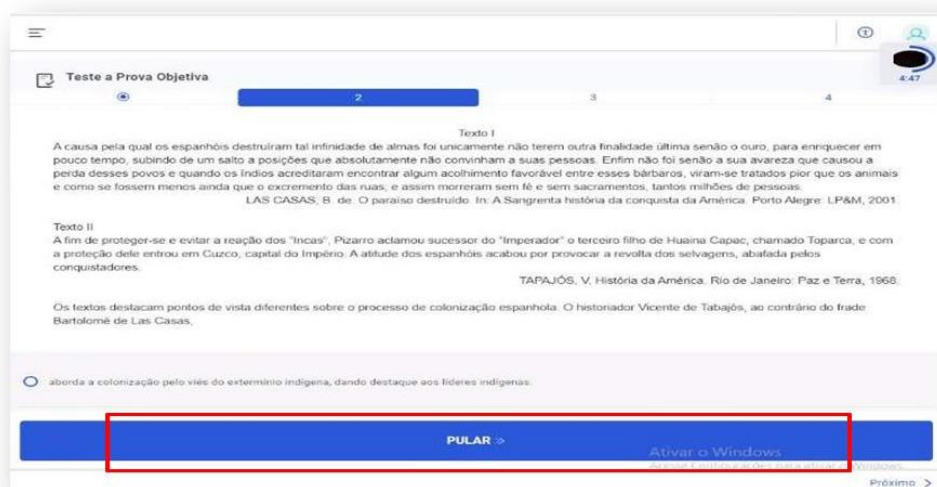 Teste a Prova Objetiva
4:47
2
3
4
Texto I
A causa pela qual os espanhóis destruíram tal infinidade de almas foi unicamente não terem outra finalidade última senão o ouro, para enriquecer em
pouco tempo, subindo de um salto a posições que absolutamente não convinham a suas pessoas. Enfim não foi senão a sua avareza que causou a
perda desses povos e quando os índios acreditaram encontrar algum acolhimento favorável entre esses bárbaros, viram-se tratados pior que os animais
e como se fossem menos ainda que o excremento das ruas; e assim morreram sem fé e sem sacramentos, tantos milhões de pessoas.
LAS CASAS, B. de. O paraíso destruído. In: A Sangrenta história da conquista da América. Porto Alegre: LP&M, 2001.
Texto II
A fim de proteger-se e evitar a reação dos "Incas", Pizarro aclamou sucessor do "Imperador" o terceiro filho de Huaina Capac, chamado Toparca, e com
a proteção dele entrou em Cuzco, capital do Império. A atitude dos espanhóis acabou por provocar a revolta dos selvagens, abafada pelos
conquistadores.
TAPAJÓS, V. História da América. Rio de Janeiro: Paz e Terra, 1968.
Os textos destacam pontos de vista diferentes sobre o processo de colonização espanhola. O historiador Vicente de Tabajós, ao contrário do frade
Bartolomé de Las Casas,
aborda a colonização pelo viés do extermínio indígena, dando destaque aos líderes indígenas.
PULAR »
Ativar o Windows
Acesse Configurações para ativar o Windows.
Próximo >